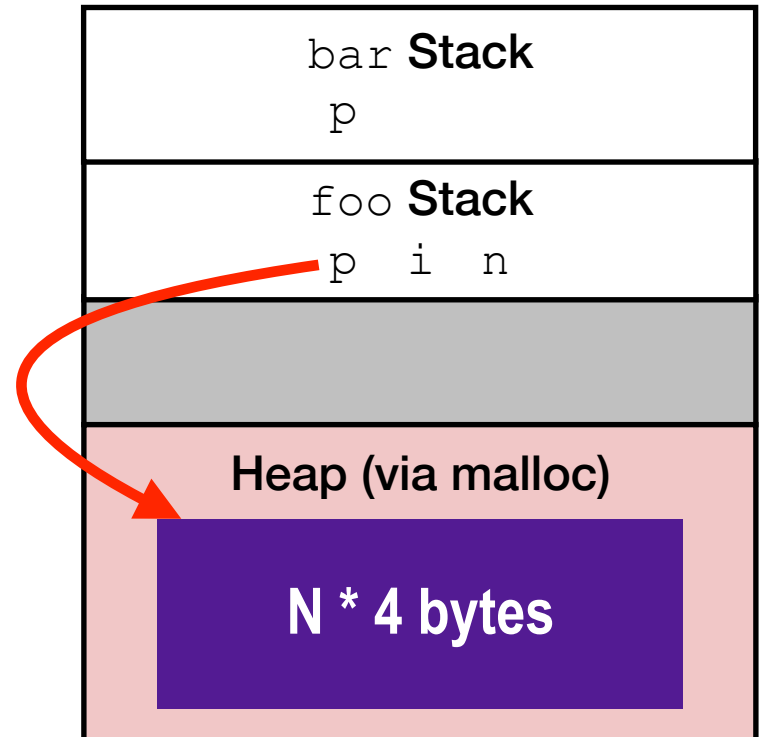 bar Stack
p
foo Stack
p i n
Heap (via malloc)
N * 4 bytes